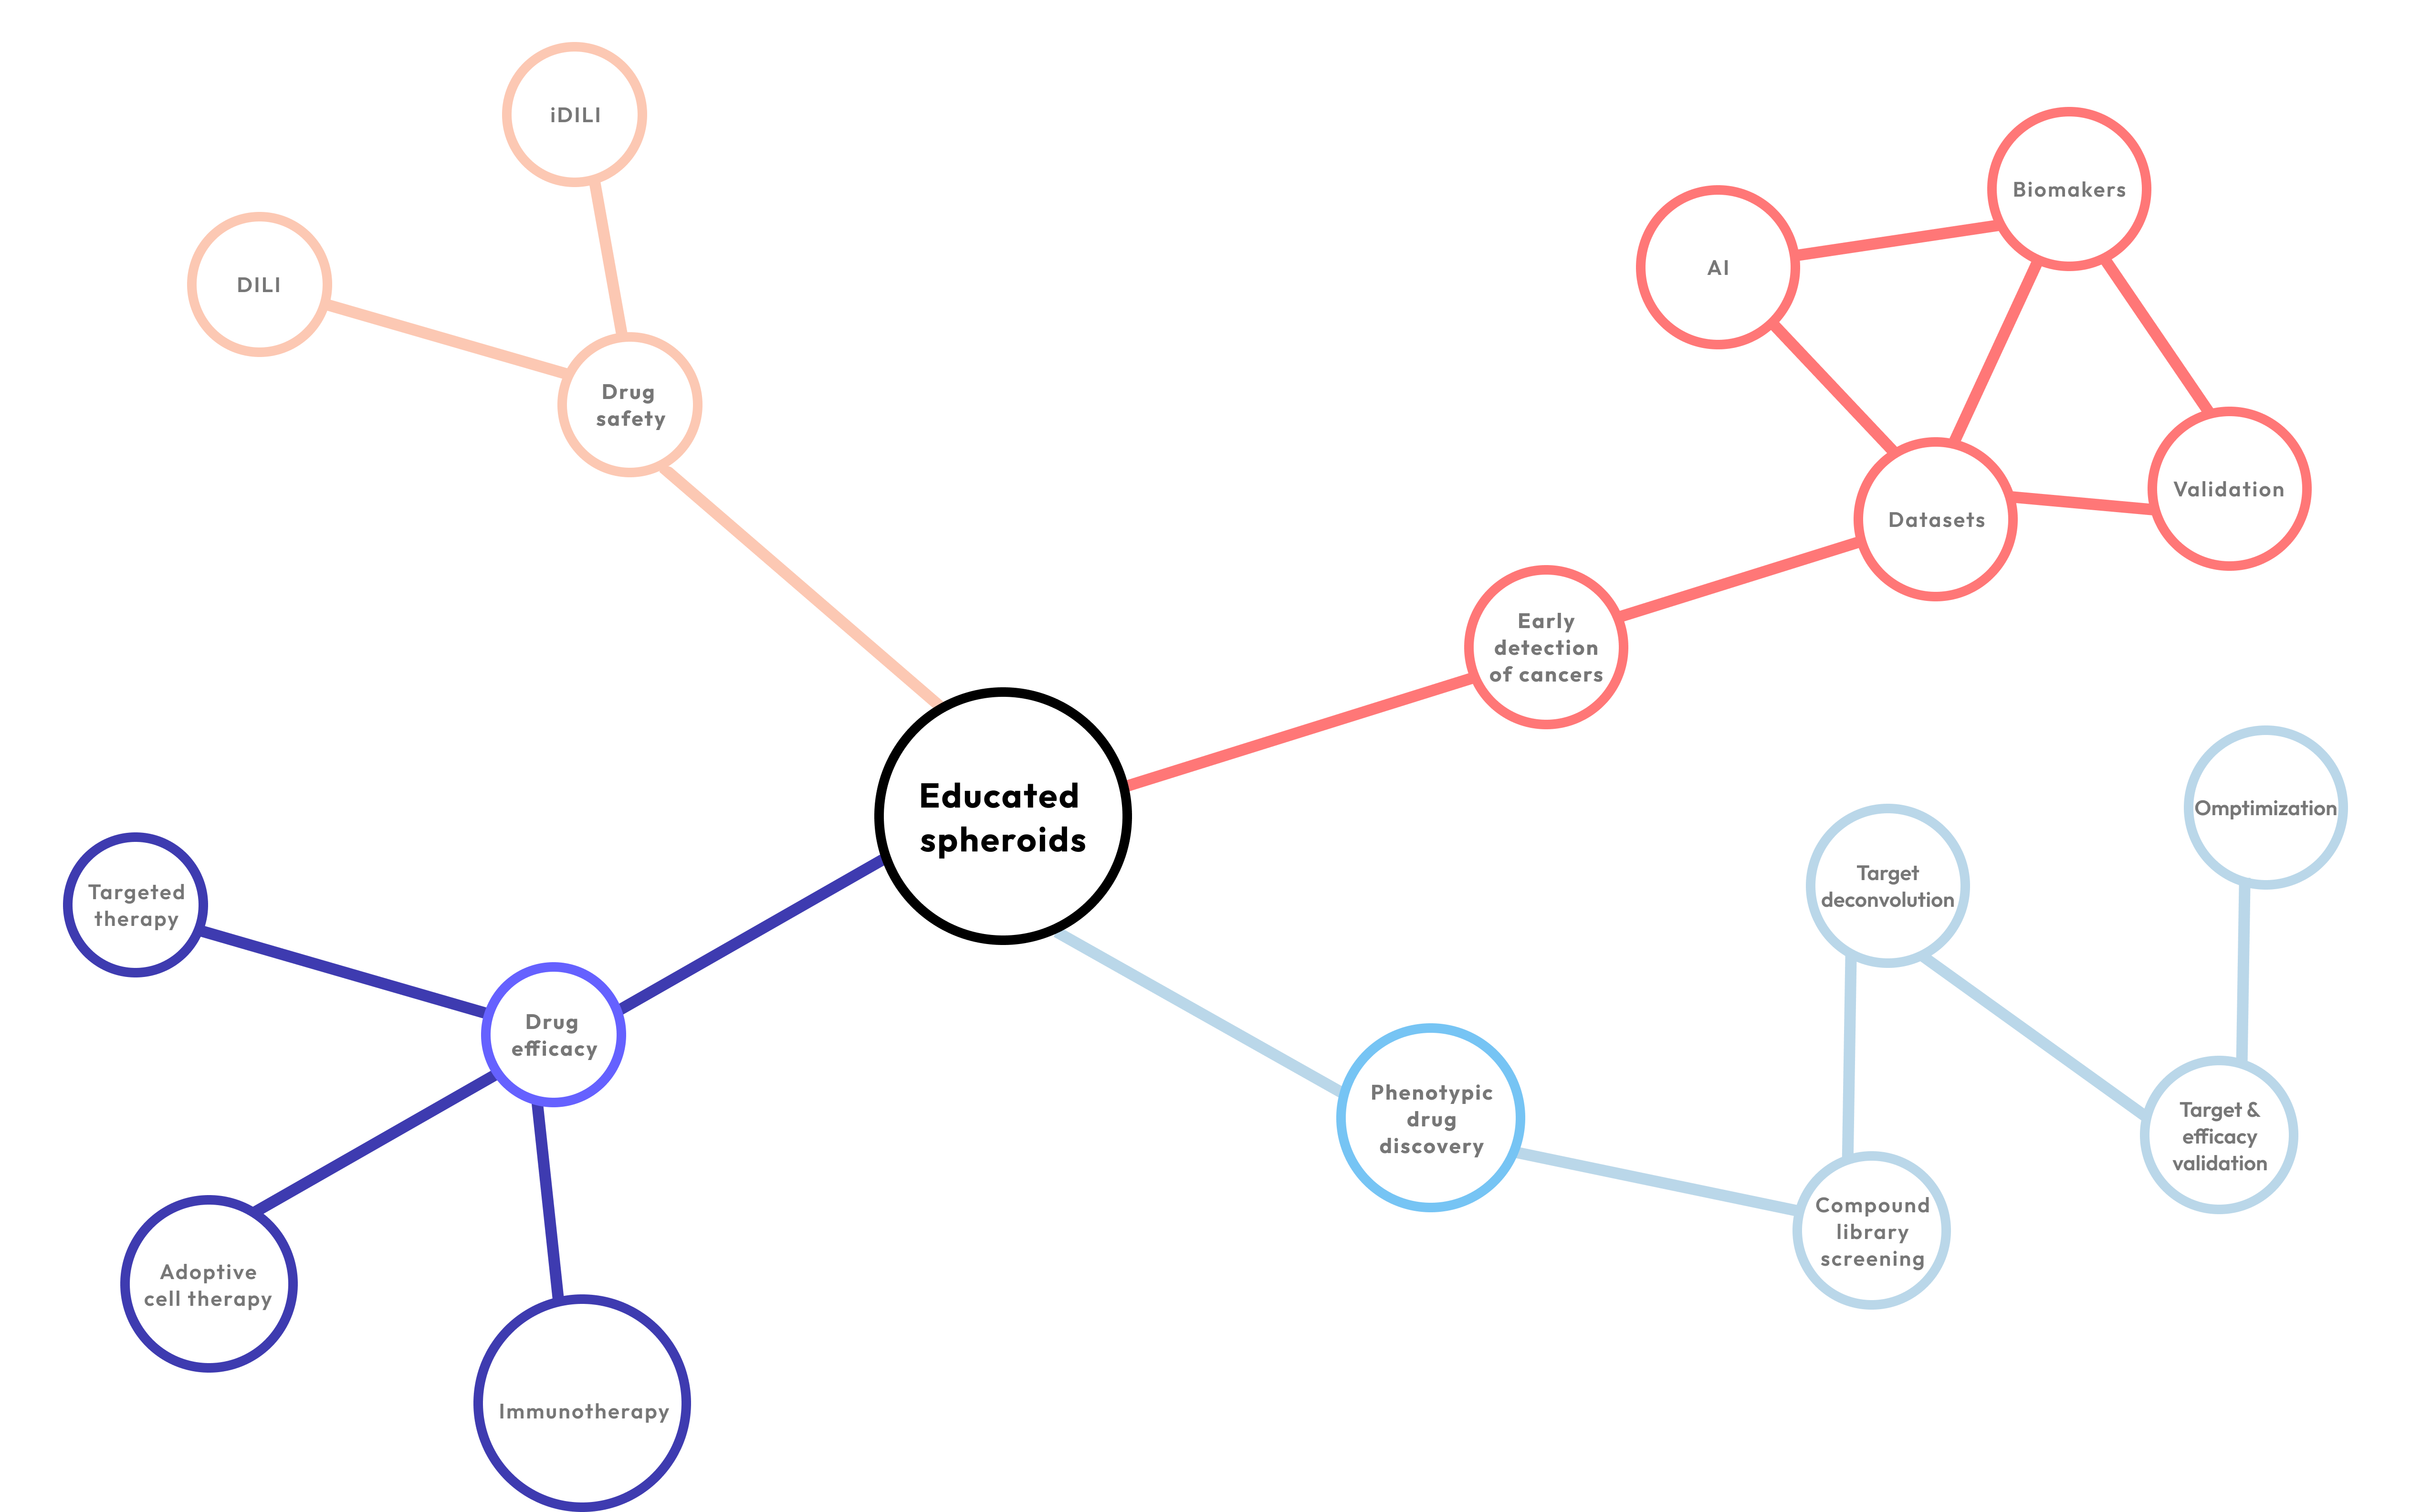 iDILI
DILI
Drug
safety
Biomakers
AI
Validation
Datasets
Early
detection
of cancers
Educated
spheroids
Omptimization
Target
deconvolution
Targeted
therapy
Drug
efficacy
Phenotypic
drug
discovery
Target &
efficacy
validation
Compound
library
screening
Adoptive
cell therapy
Immunotherapy